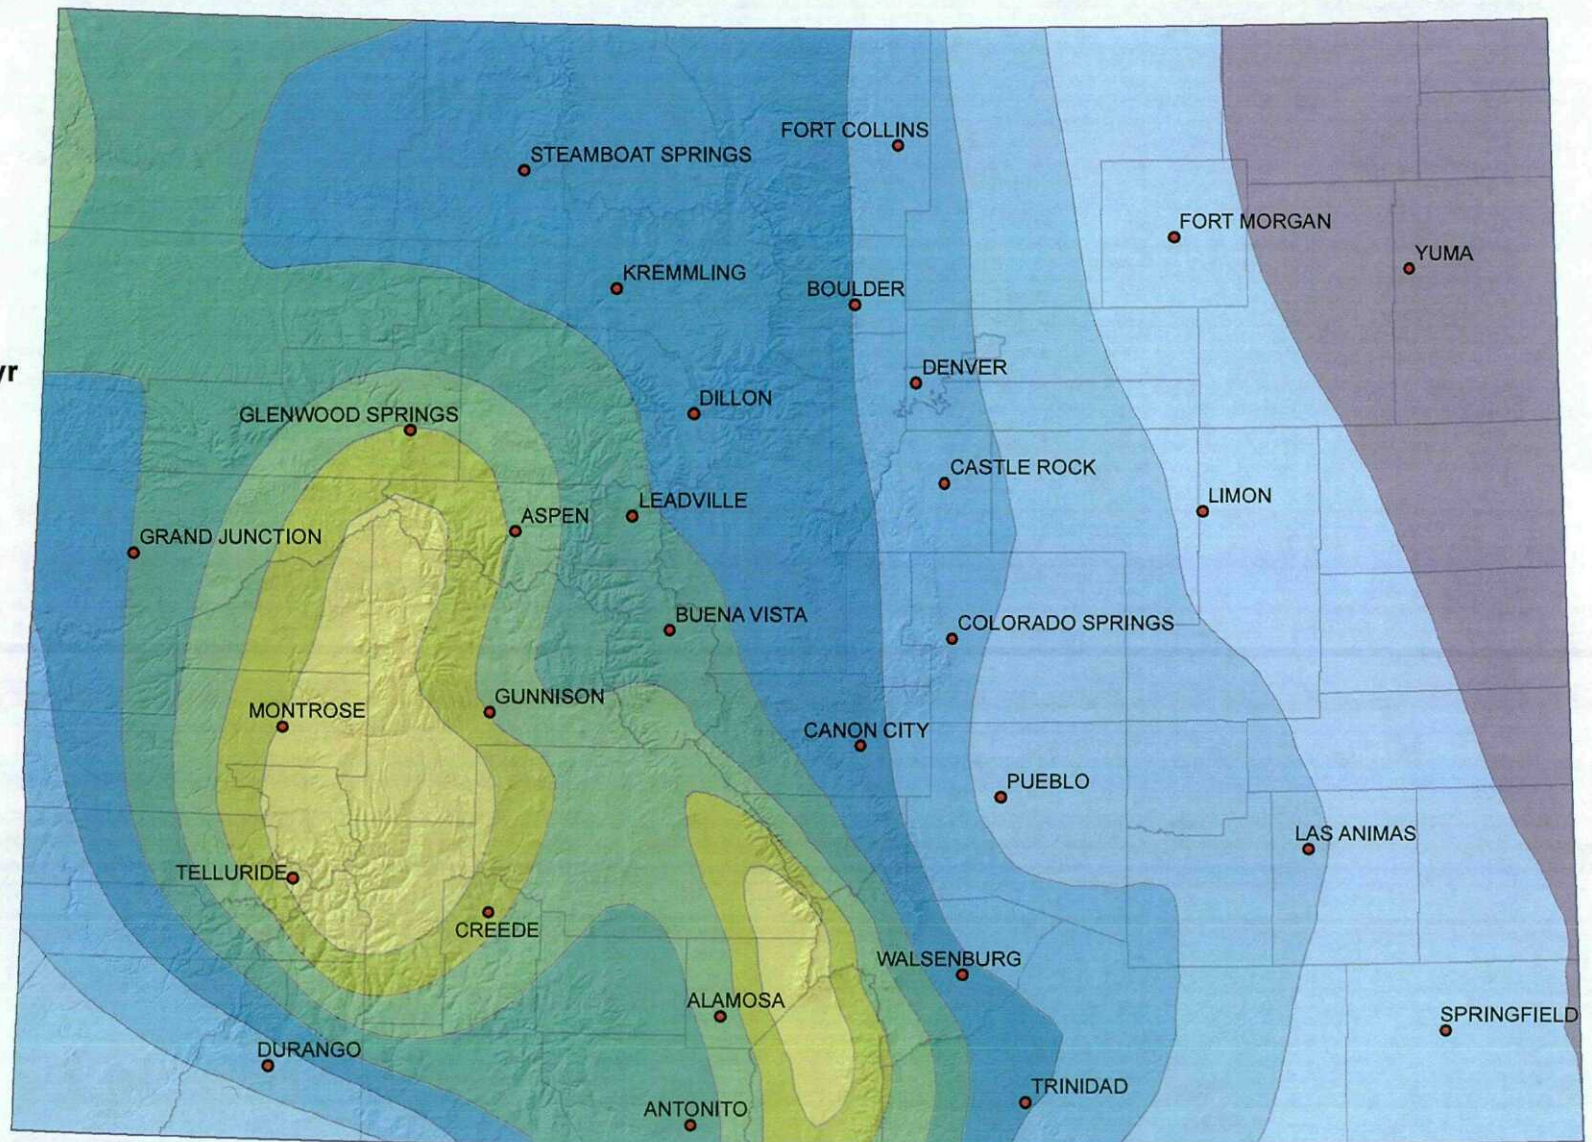 FORT COLLINS
STEAMBOAT SPRINGS
FORT MORGAN
YUMA
KREMMLING
BOULDER
yr
DENVER
DILLON
GLENWOOD SPRINGS
CASTLE ROCK
LEADVILLE
LIMON
ASPEN
GRAND JUNCTION
BUENA VISTA
COLORADO SPRINGS
GUNNISON
MONTROSE
CANON CITY
PUEBLO
LAS ANIMAS
TELLURIDE
CREEDE
WALSENBURG
ALAMOSA
SPRINGFIELD
DURANGO
TRINIDAD
ANTONITO